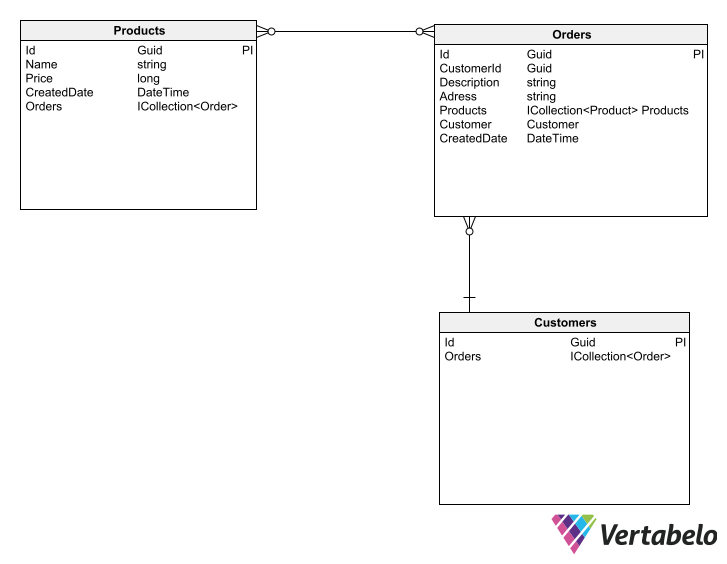 Products
Id Guid PI
Name string
Price long
CreatedDate DateTime
Orders ICollection<Order>
Orders
Id Guid PI
CustomerId Guid
Description string
Adress string
Products ICollection<Product> Products
Customer Customer
CreatedDate DateTime
Customers
Id Guid PI
Orders ICollection<Order>
Vertabelo